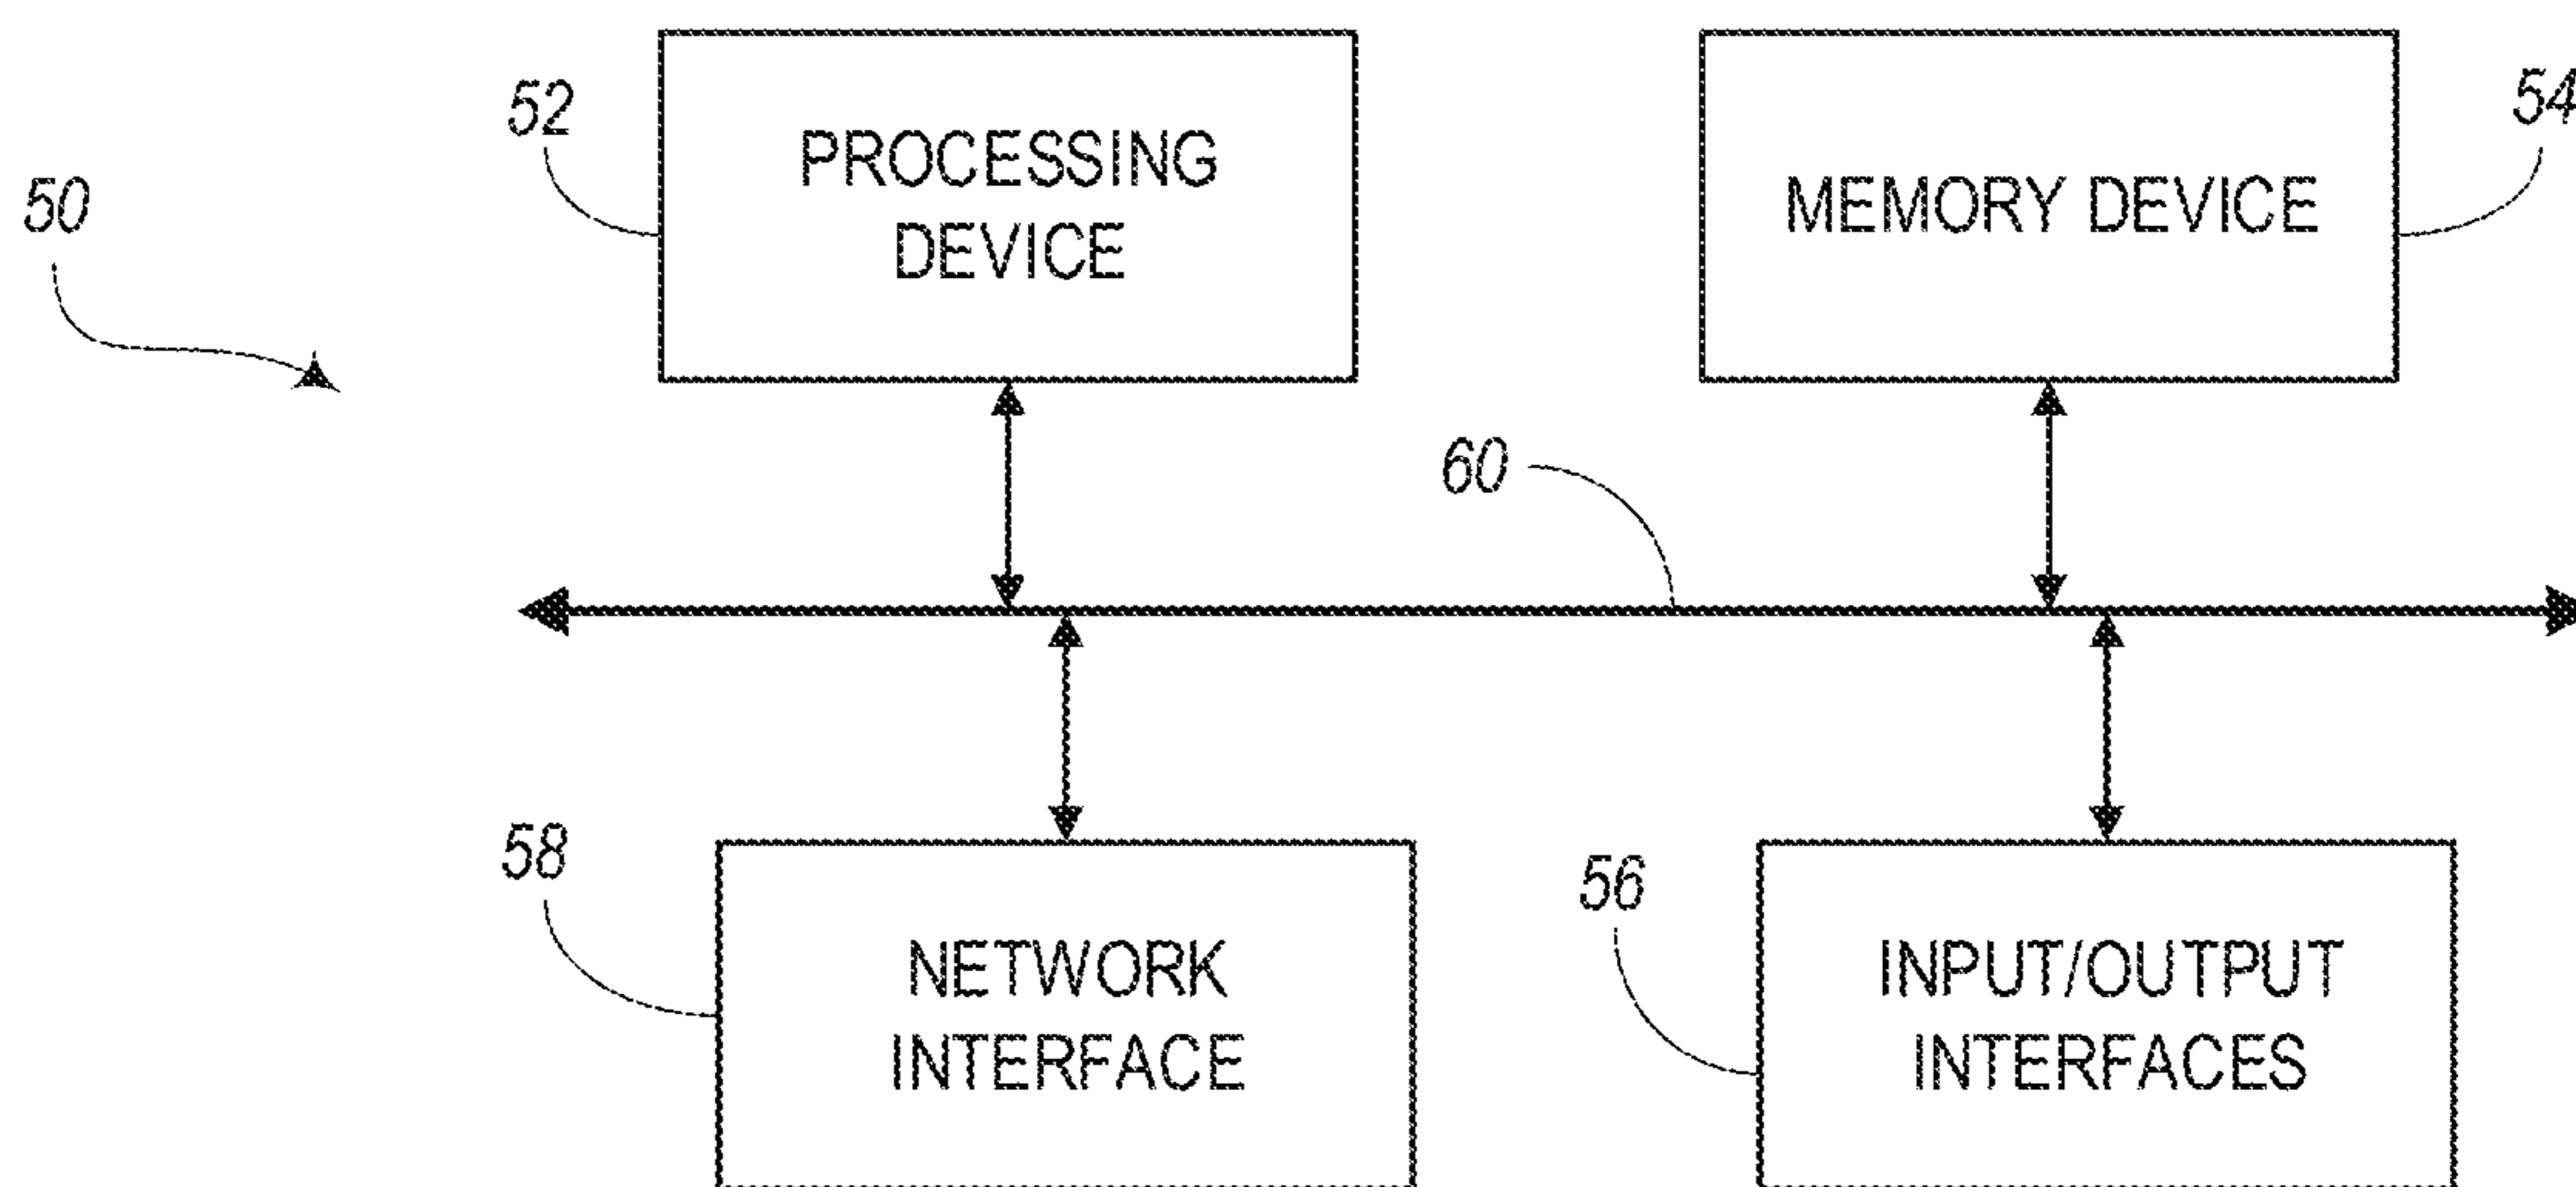 52
PROCESSING
DEVICE
MEMORY DEVICE
54
50
60
58
NETWORK
INTERFACE
56
INPUT/OUTPUT
INTERFACES